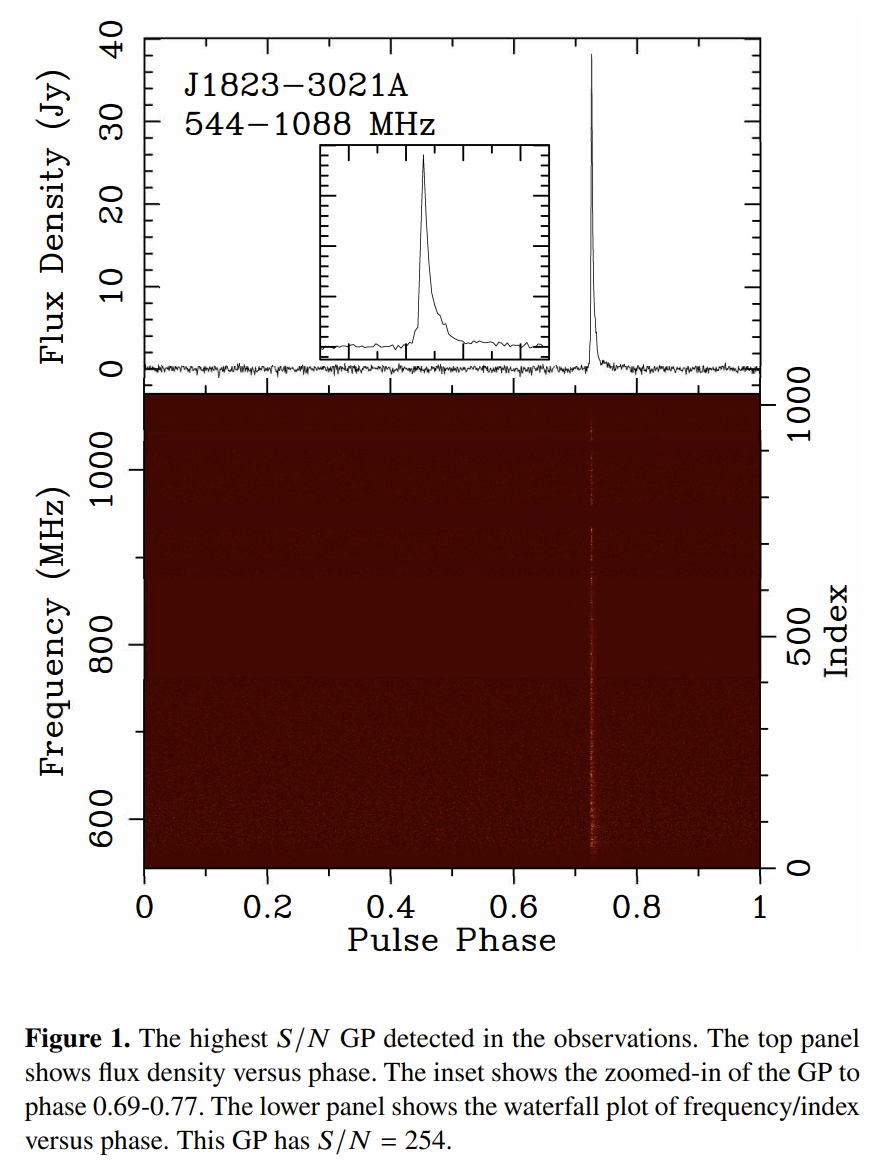 40
30
20
10
0
Flux Density (Jy)
J1823−3021A
544−1088 MHz
1000
800
600
Frequency (MHz)
1000
500
0
Index
0 0.2 0.4 0.6 0.8 1
Pulse Phase
Figure 1. The highest S/N GP detected in the observations. The top panel
shows flux density versus phase. The inset shows the zoomed-in of the GP to
phase 0.69-0.77. The lower panel shows the waterfall plot of frequency/index
versus phase. This GP has S/N = 254.